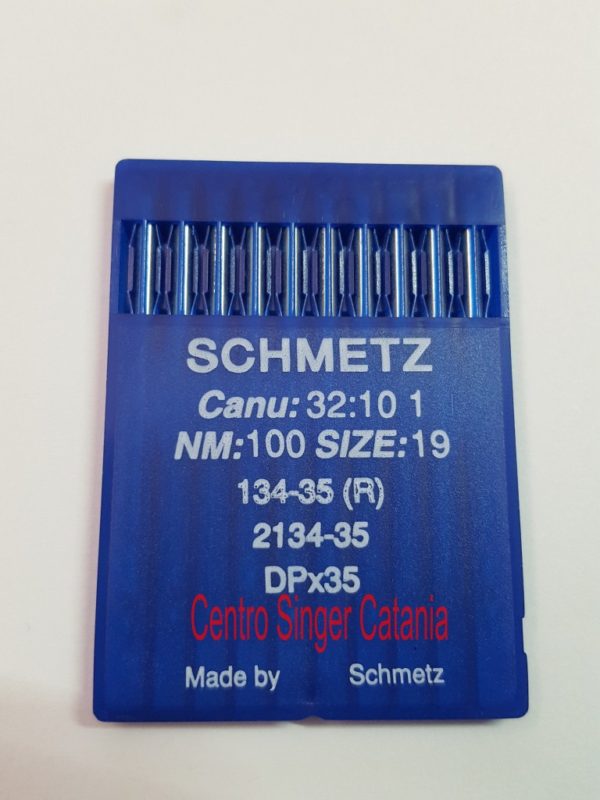 SCHMETZ
Canu: 32:10 1
NM:100 SIZE:19
134-35 (R)
2134-35
DPx35
Centro Singer Catania
Made by Schmetz